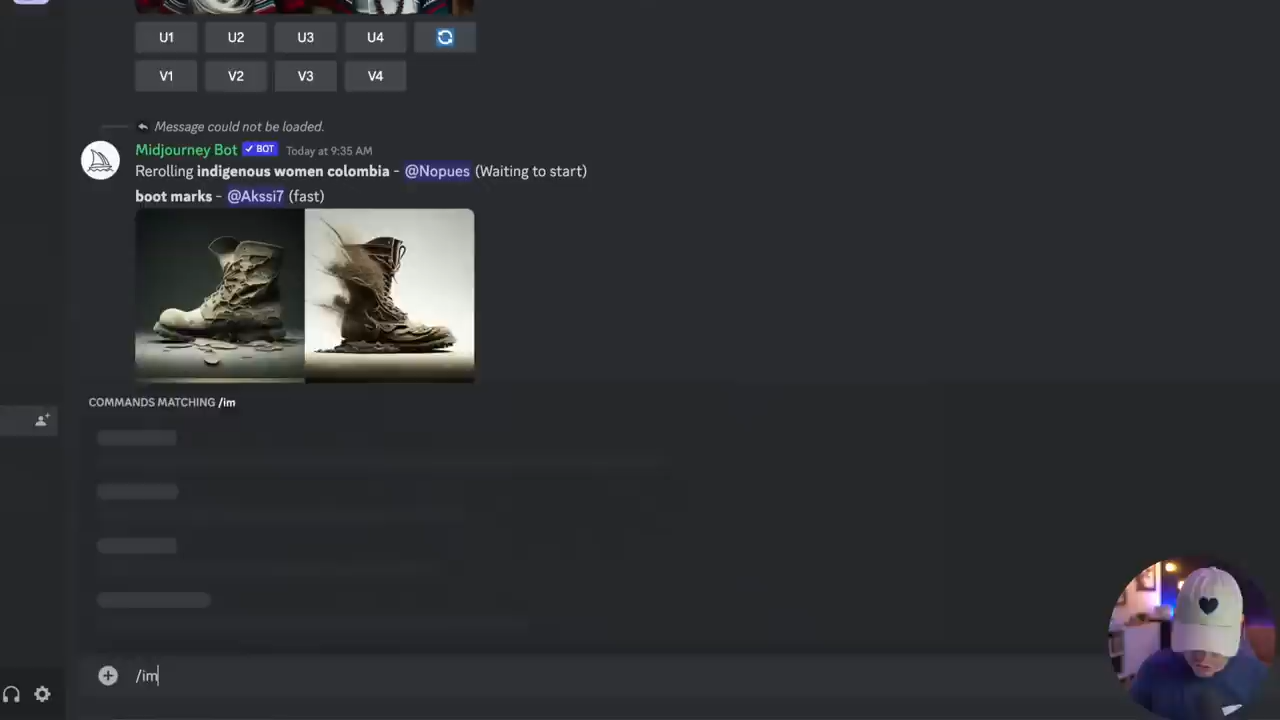 U1 U2 U3 U4
V1 V2 V3 V4
Message could not be loaded.
Midjourney Bot ✓ BOT Today at 9:35 AM
Rerolling indigenous women colombia - @Nopues (Waiting to start)
boot marks - @Akssi7 (fast)
COMMANDS MATCHING /im
/im